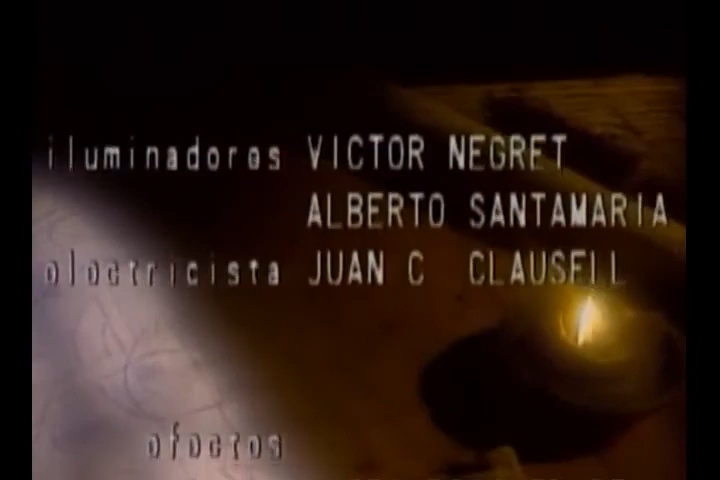 iluminadores VICTOR NEGRET
ALBERTO SANTAMARIA
electricista JUAN C CLAUSELL
efectos